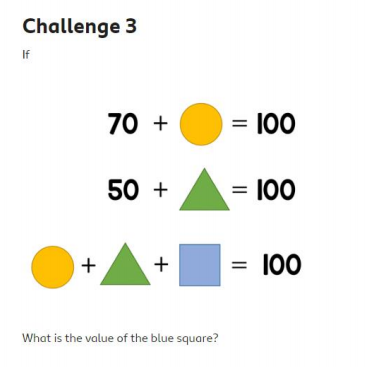 Challenge 3
If
70 + = 100
50 + = 100
+ + = 100
What is the value of the blue square?